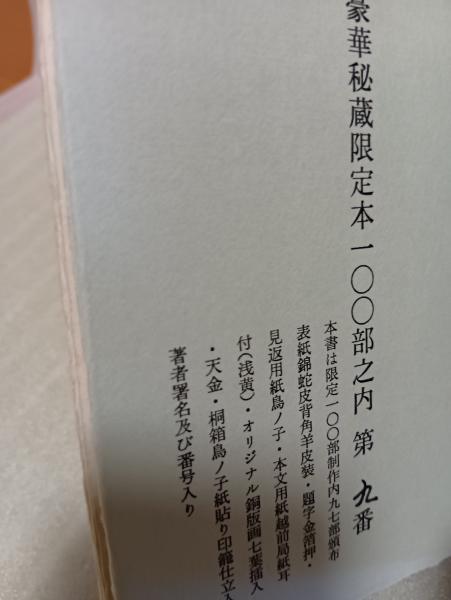 豪華秘蔵限定本一〇〇部之内 第 九番
本書は限定一〇〇部制作内九七部頒布
表紙錦蛇皮背角羊皮装・題字金箔押・
見返用紙鳥ノ子・本文用紙越前局紙耳
付(浅黄)・オリジナル銅版画七葉挿入
・天金・桐箱鳥ノ子紙貼り印籠仕立入
著者署名及び番号入り